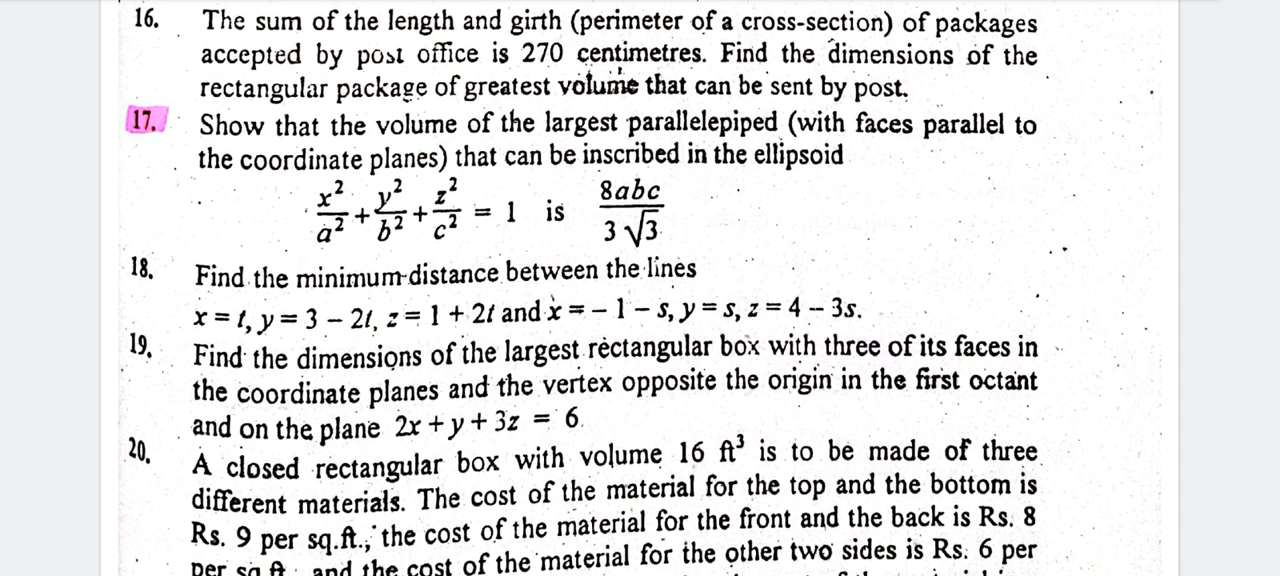 16. The sum of the length and girth (perimeter of a cross-section) of packages
accepted by post office is 270 centimetres. Find the dimensions of the
rectangular package of greatest volume that can be sent by post.
17. Show that the volume of the largest parallelepiped (with faces parallel to
the coordinate planes) that can be inscribed in the ellipsoid
x²/a² + y²/b² + z²/c² = 1 is 8abc/3√3
18. Find the minimum distance between the lines
x = t, y = 3 – 2t, z = 1 + 2t and x = – 1 – s, y = s, z = 4 – 3s.
19. Find the dimensions of the largest rectangular box with three of its faces in
the coordinate planes and the vertex opposite the origin in the first octant
and on the plane 2x + y + 3z = 6.
20. A closed rectangular box with volume 16 ft³ is to be made of three
different materials. The cost of the material for the top and the bottom is
Rs. 9 per sq.ft., the cost of the material for the front and the back is Rs. 8
per sq ft. and the cost of the material for the other two sides is Rs. 6 per